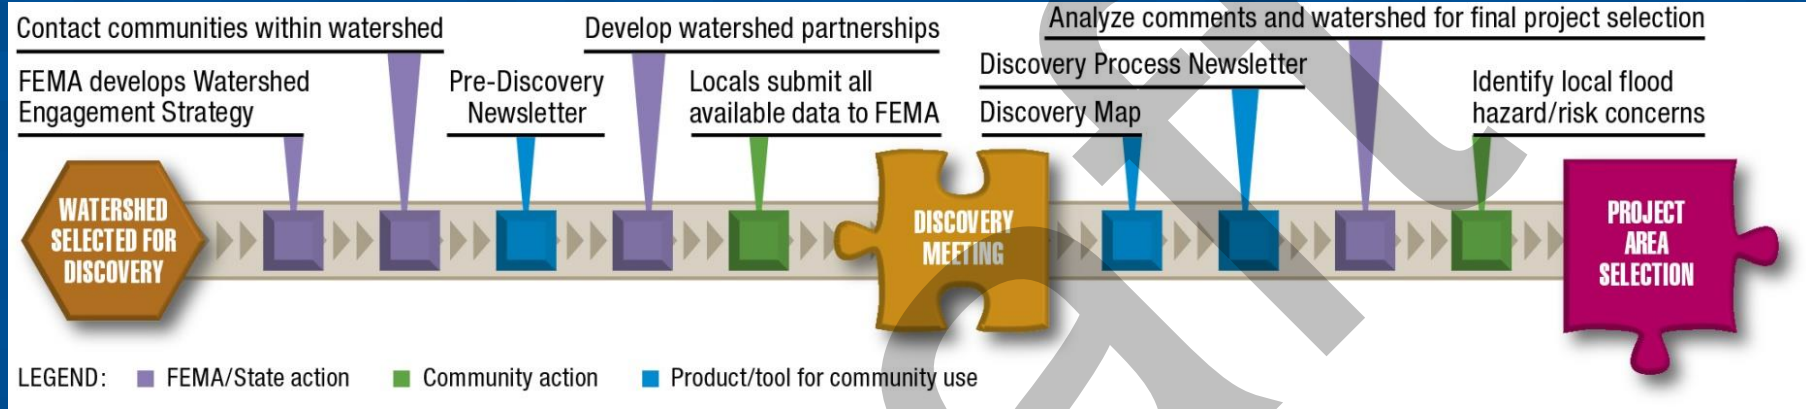 Contact communities within watershed
FEMA develops Watershed
Engagement Strategy
Pre-Discovery
Newsletter
Develop watershed partnerships
Locals submit all
available data to FEMA
Analyze comments and watershed for final project selection
Discovery Process Newsletter
Discovery Map
Identify local flood
hazard/risk concerns
WATERSHED
SELECTED FOR
DISCOVERY
DISCOVERY
MEETING
PROJECT
AREA
SELECTION
LEGEND: FEMA/State action Community action Product/tool for community use